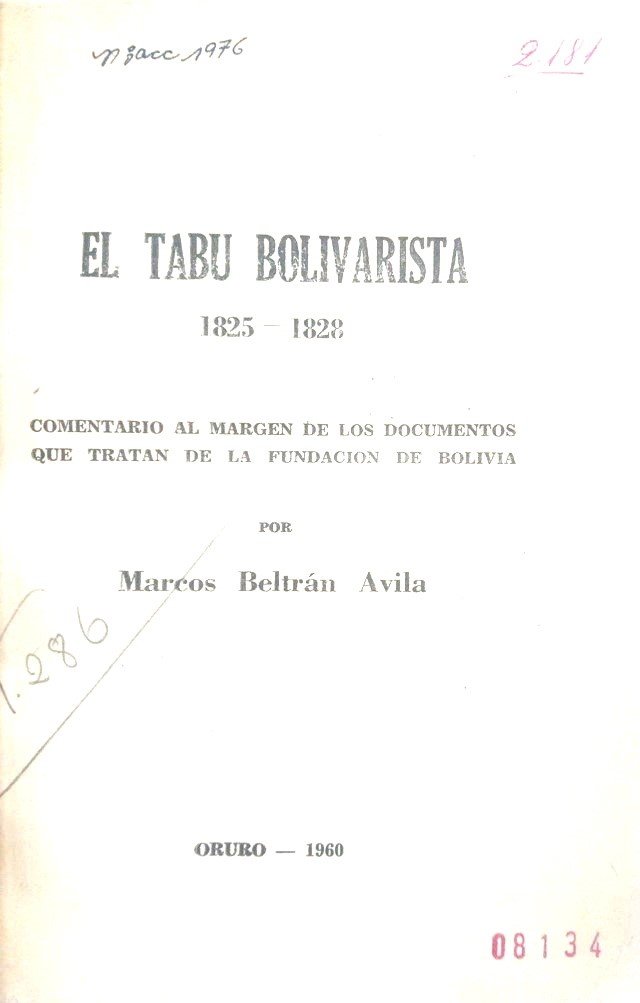 1976
2.181
EL TABU BOLIVARISTA
1825 – 1828
COMENTARIO AL MARGEN DE LOS DOCUMENTOS
QUE TRATAN DE LA FUNDACION DE BOLIVIA
POR
Marcos Beltrán Avila
1.286
ORURO — 1960
08134